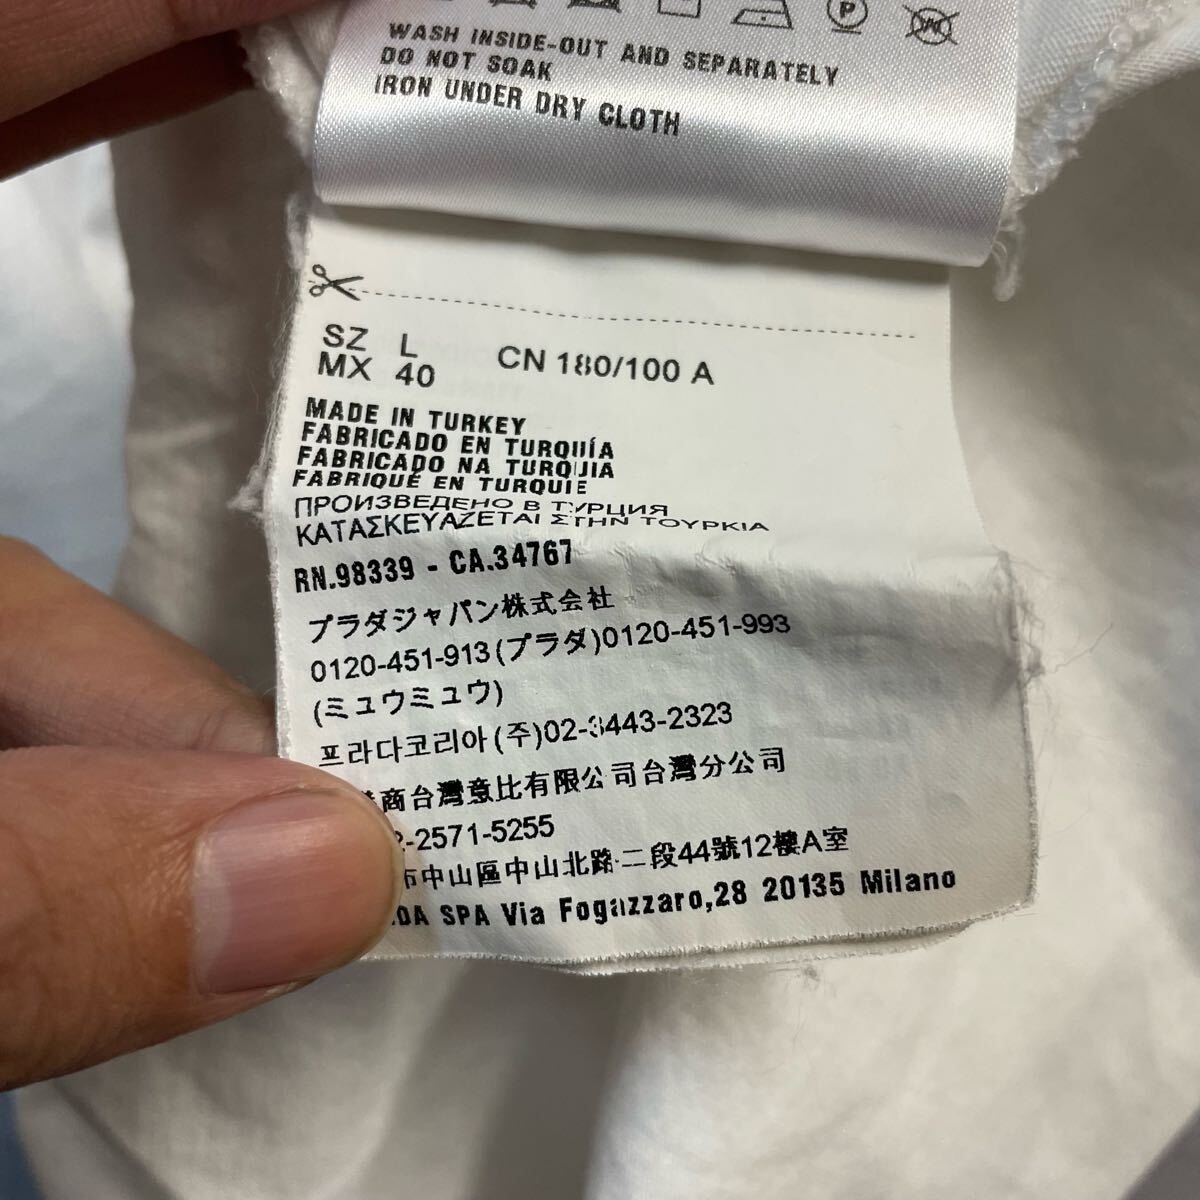 WASH INSIDE-OUT AND SEPARATELY
DO NOT SOAK
IRON UNDER DRY CLOTH
SZ L CN 180/100 A
MX 40
MADE IN TURKEY
FABRICADO EN TURQUÍA
FABRICADO NA TURQUIA
FABRIQUÉ EN TURQUIE
ПРОИЗВЕДЕНО В ТУРЦИЯ
ΚΑΤΑΣΚΕΥΑΖΕΤΑΙ ΣΤΗΝ ΤΟΥΡΚΙΑ
RN.98339 - CA.34767
プラダジャパン株式会社
0120-451-913(プラダ)0120-451-993
(ミュウミュウ)
프라다코리아(주)02-3443-2323
商台灣意比有限公司台灣分公司
2-2571-5255
市中山區中山北路二段44號12樓A室
DA SPA Via Fogazzaro,28 20135 Milano